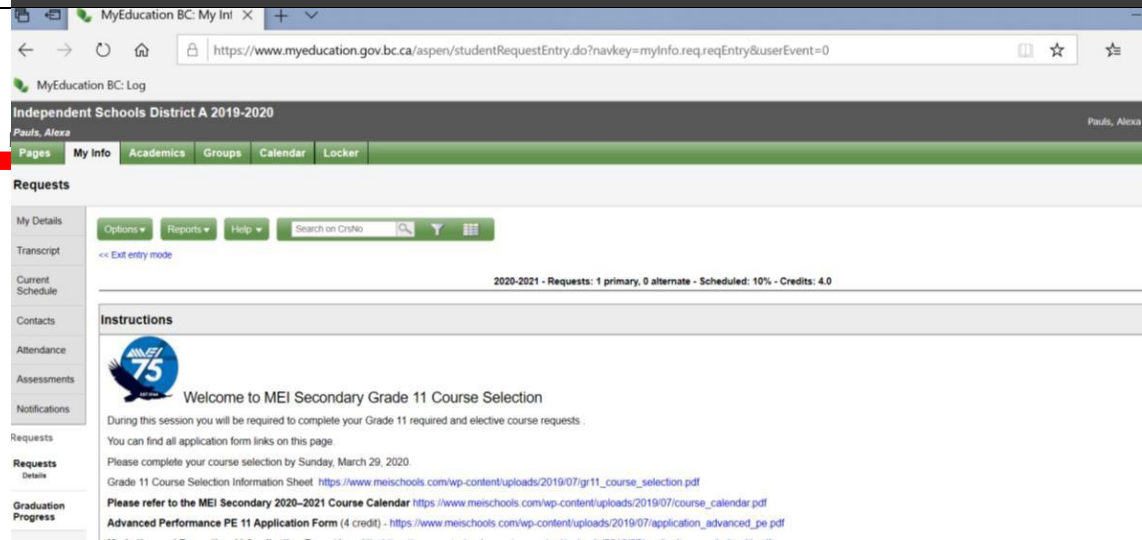 MyEducation BC: My Inf
https://www.myeducation.gov.bc.ca/aspen/studentRequestEntry.do?navkey=myInfo.req.reqEntry&userEvent=0
MyEducation BC: Log
Independent Schools District A 2019-2020
Pauls, Alexa
Pauls, Alexa
Pages My Info Academics Groups Calendar Locker
Requests
My Details
Transcript
Current Schedule
Contacts
Attendance
Assessments
Notifications
Requests
Requests
Details
Graduation Progress
Options Reports Help Search on CrsNo
<< Exit entry mode
2020-2021 - Requests: 1 primary, 0 alternate - Scheduled: 10% - Credits: 4.0
Instructions
MEI
75
Welcome to MEI Secondary Grade 11 Course Selection
During this session you will be required to complete your Grade 11 required and elective course requests .
You can find all application form links on this page.
Please complete your course selection by Sunday, March 29, 2020.
Grade 11 Course Selection Information Sheet https://www.meischools.com/wp-content/uploads/2019/07/gr11_course_selection.pdf
Please refer to the MEI Secondary 2020–2021 Course Calendar https://www.meischools.com/wp-content/uploads/2019/07/course_calendar.pdf
Advanced Performance PE 11 Application Form (4 credit) - https://www.meischools.com/wp-content/uploads/2019/07/application_advanced_pe.pdf